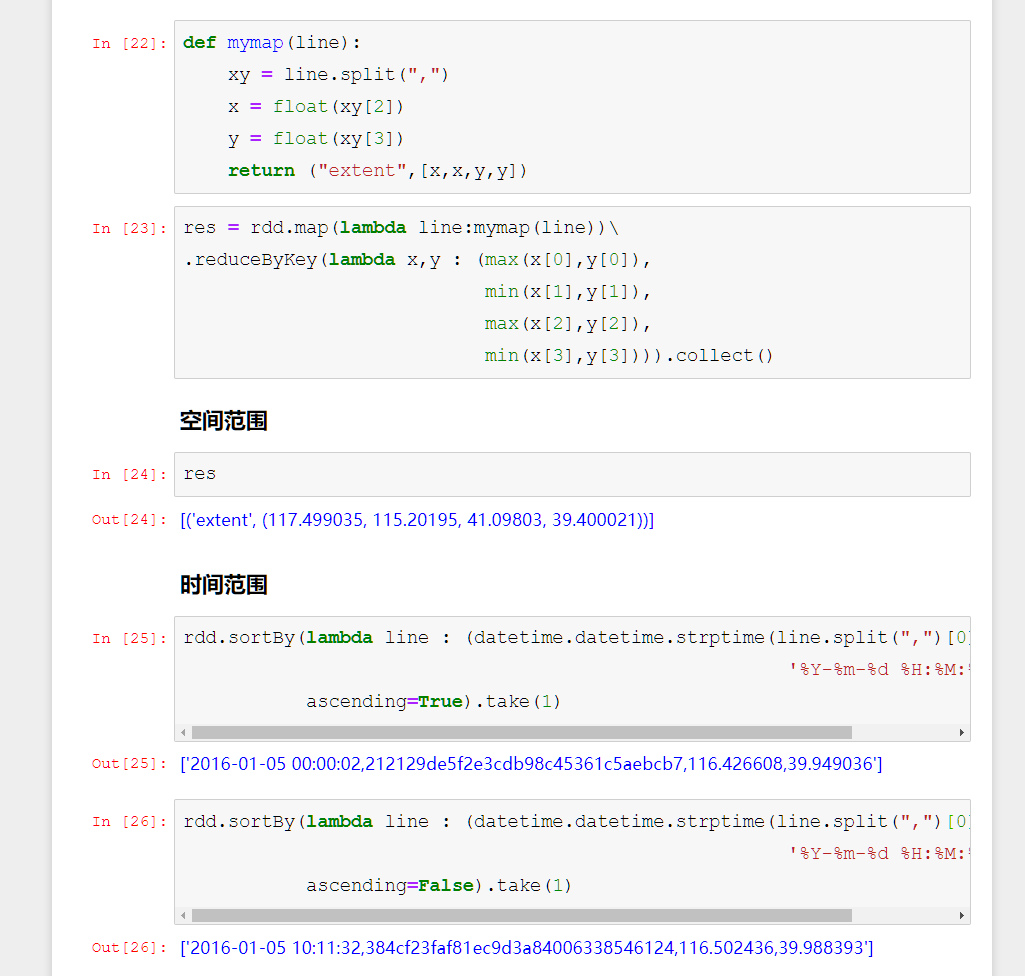 In [22]: def mymap(line):
    xy = line.split(",")
    x = float(xy[2])
    y = float(xy[3])
    return ("extent",[x,x,y,y])
In [23]: res = rdd.map(lambda line:mymap(line))\
.reduceByKey(lambda x,y : (max(x[0],y[0]),
                           min(x[1],y[1]),
                           max(x[2],y[2]),
                           min(x[3],y[3]))).collect()
空间范围
In [24]: res
Out[24]: [('extent', (117.499035, 115.20195, 41.09803, 39.400021))]
时间范围
In [25]: rdd.sortBy(lambda line : (datetime.datetime.strptime(line.split(",")[0]
'%Y-%m-%d %H:%M:
ascending=True).take(1)
Out[25]: ['2016-01-05 00:00:02,212129de5f2e3cdb98c45361c5aebcb7,116.426608,39.949036']
In [26]: rdd.sortBy(lambda line : (datetime.datetime.strptime(line.split(",")[0]
'%Y-%m-%d %H:%M:
ascending=False).take(1)
Out[26]: ['2016-01-05 10:11:32,384cf23faf81ec9d3a84006338546124,116.502436,39.988393']